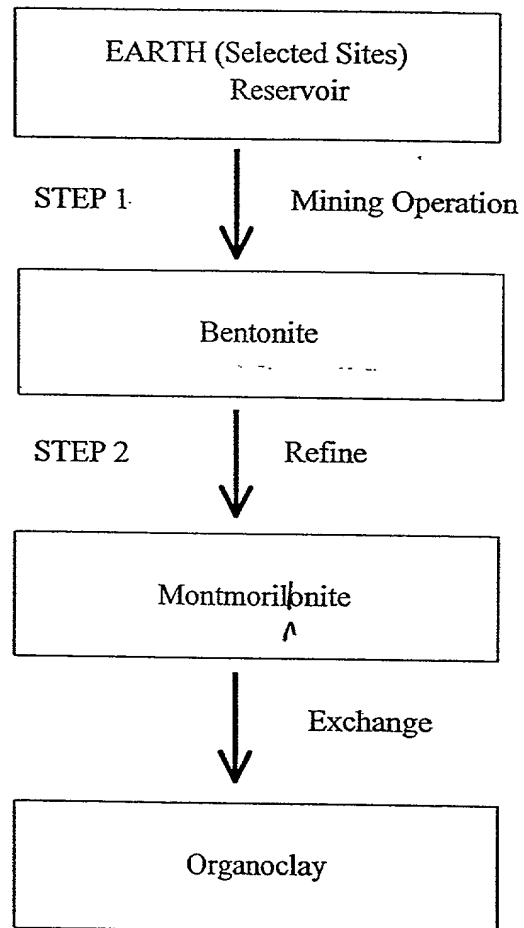 EARTH (Selected Sites)
Reservoir
STEP 1
Mining Operation
Bentonite
STEP 2
Refine
Montmorillonite
Exchange
Organoclay